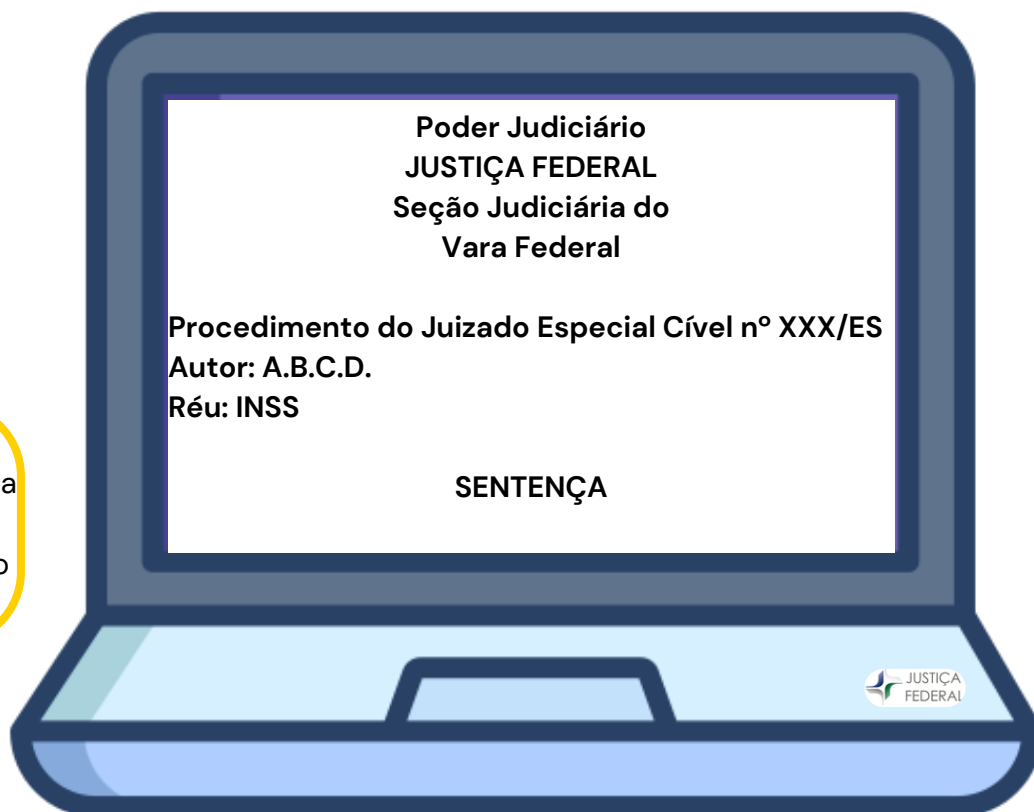 Poder Judiciário
JUSTIÇA FEDERAL
Seção Judiciária do
Vara Federal
Procedimento do Juizado Especial Cível nº XXX/ES
Autor: A.B.C.D.
Réu: INSS
SENTENÇA
a
o
JUSTIÇA
FEDERAL